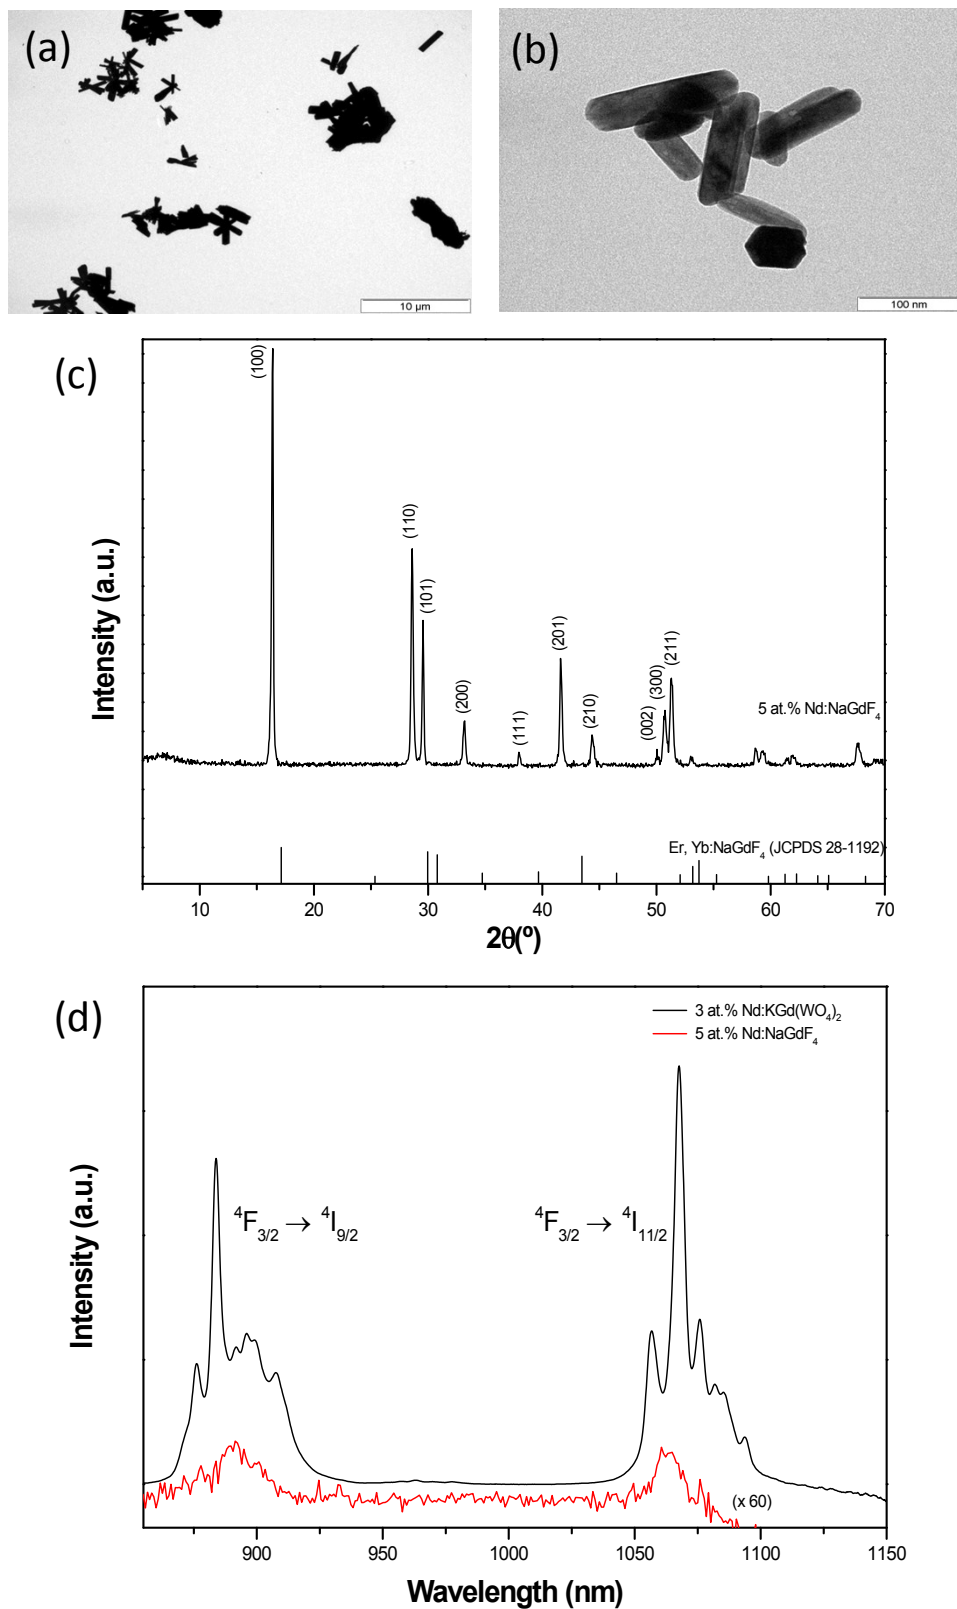 (a)
10 µm
(b)
100 nm
(c)
Intensity (a.u.)
(100)
(110)
(101)
(200)
(111)
(201)
(210)
(002)
(300)
(211)
5 at.% Nd:NaGdF₄
Er, Yb:NaGdF₄ (JCPDS 28-1192)
10 20 30 40 50 60 70
2θ(º)
(d)
Intensity (a.u.)
3 at.% Nd:KGd(WO₄)₂
5 at.% Nd:NaGdF₄
⁴F₃/₂ → ⁴I₉/₂
⁴F₃/₂ → ⁴I₁₁/₂
(x 60)
900 950 1000 1050 1100 1150
Wavelength (nm)